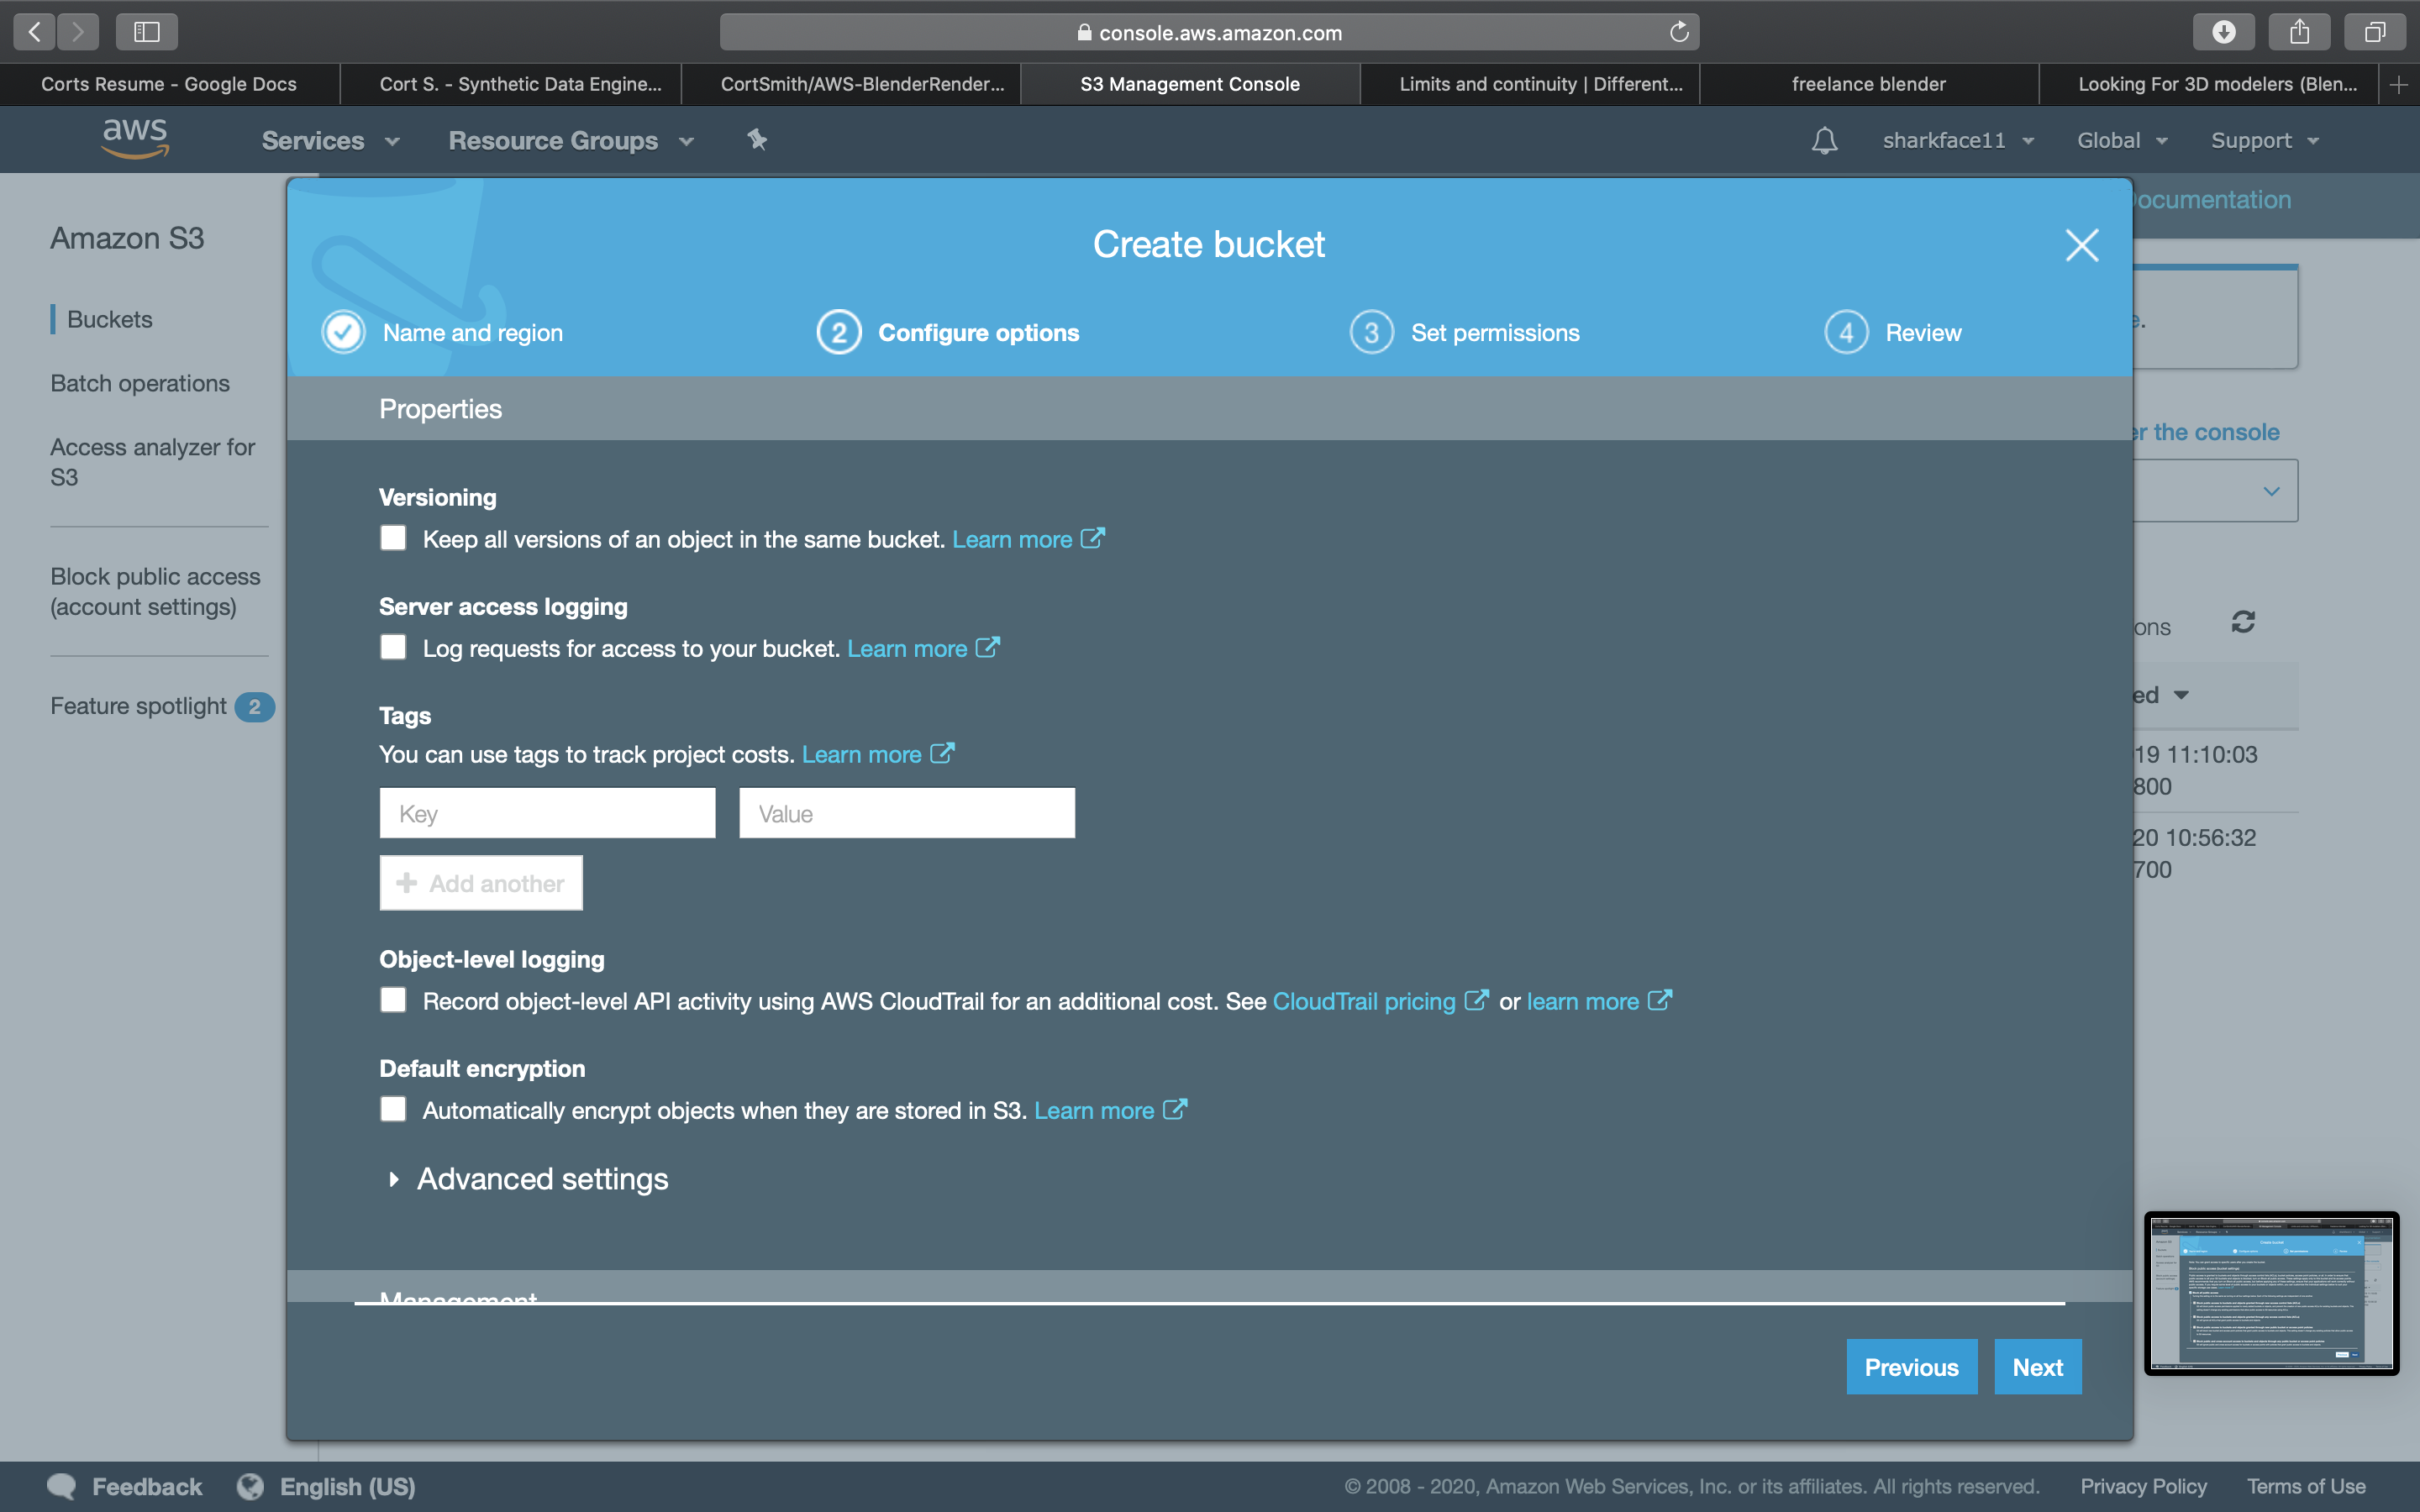 console.aws.amazon.com
Corts Resume - Google Docs
Cort S. - Synthetic Data Engine...
CortSmith/AWS-BlenderRender...
S3 Management Console
Limits and continuity | Different...
freelance blender
Looking For 3D modelers (Blen...
aws
Services
Resource Groups
sharkface11
Global
Support
Documentation
Amazon S3
Buckets
Batch operations
Access analyzer for
S3
Block public access
(account settings)
Feature spotlight 2
Create bucket
Name and region
2 Configure options
3 Set permissions
4 Review
Properties
Versioning
Keep all versions of an object in the same bucket. Learn more
Server access logging
Log requests for access to your bucket. Learn more
Tags
You can use tags to track project costs. Learn more
Key
Value
Add another
Object-level logging
Record object-level API activity using AWS CloudTrail for an additional cost. See CloudTrail pricing or learn more
Default encryption
Automatically encrypt objects when they are stored in S3. Learn more
Advanced settings
Management
Previous
Next
e.
er the console
ons
ed
19 11:10:03
800
20 10:56:32
700
Feedback
English (US)
© 2008 - 2020, Amazon Web Services, Inc. or its affiliates. All rights reserved.
Privacy Policy
Terms of Use